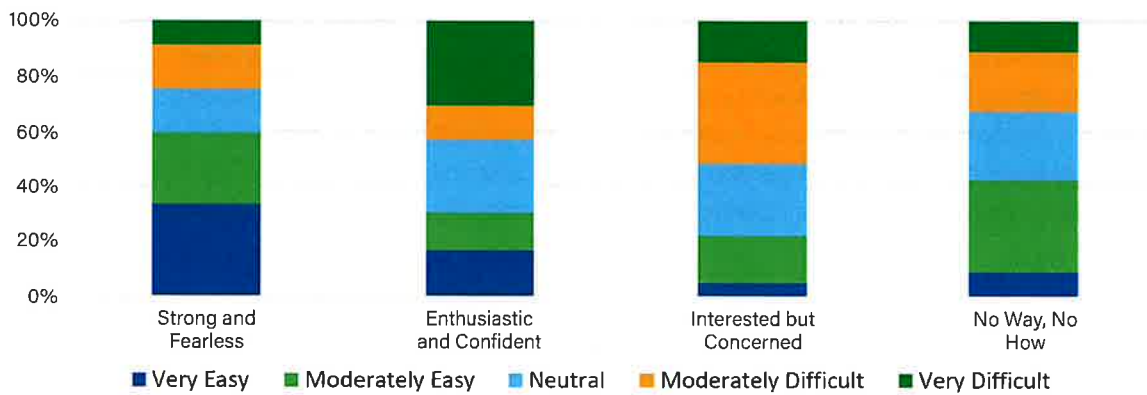 100%
80%
60%
40%
20%
0%
Strong and
Fearless
Enthusiastic
and Confident
Interested but
Concerned
No Way, No
How
Very Easy
Moderately Easy
Neutral
Moderately Difficult
Very Difficult